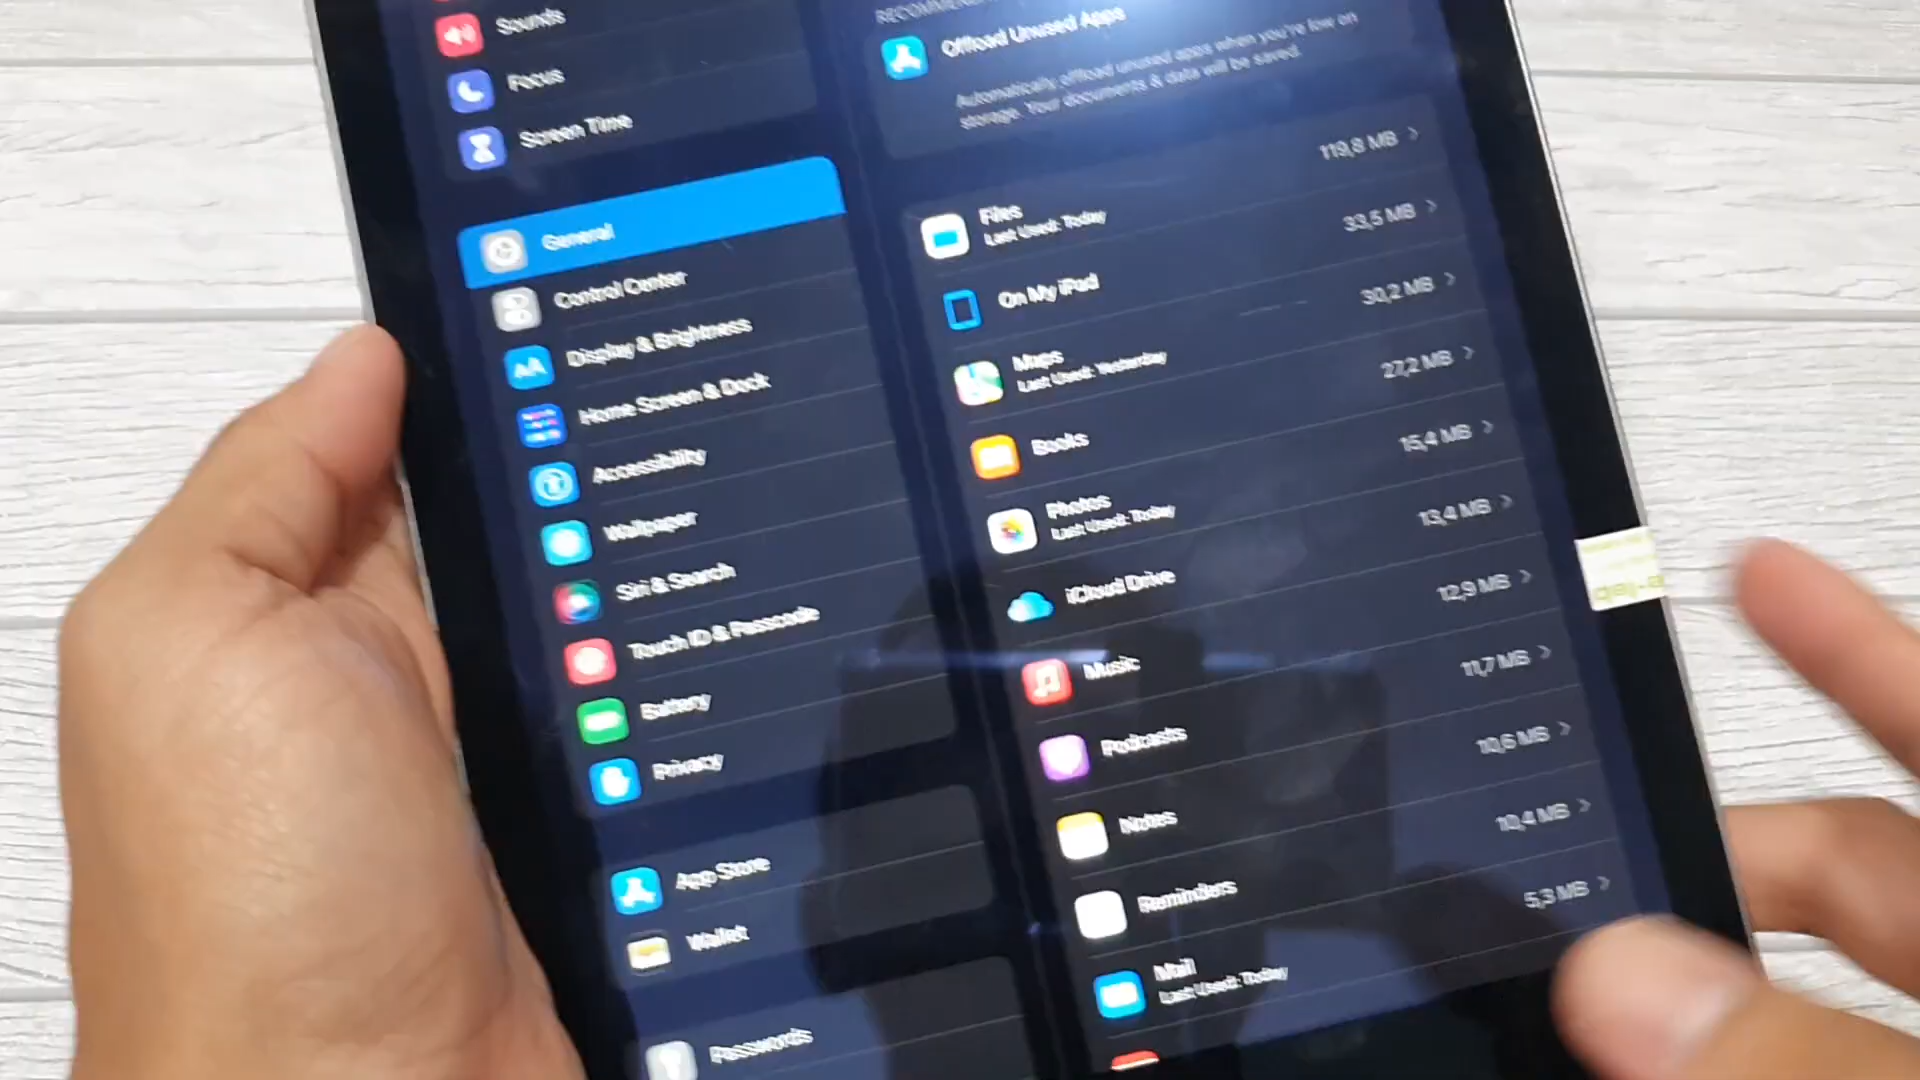 Sounds
Focus
Screen Time
General
Control Center
Display & Brightness
Home Screen & Dock
Accessibility
Wallpaper
Siri & Search
Touch ID & Passcode
Battery
Privacy
App Store
Wallet
Passwords
Offload Unused Apps
Automatically offload unused apps when you're low on
storage. Your documents & data will be saved.
Files
Last Used: Today
119,8 MB
On My iPad
33,5 MB
Maps
Last Used: Yesterday
30,2 MB
Books
27,2 MB
Photos
Last Used: Today
15,4 MB
iCloud Drive
13,4 MB
Music
12,9 MB
Podcasts
11,7 MB
Notes
10,6 MB
Reminders
10,4 MB
Mail
Last Used: Today
5,3 MB